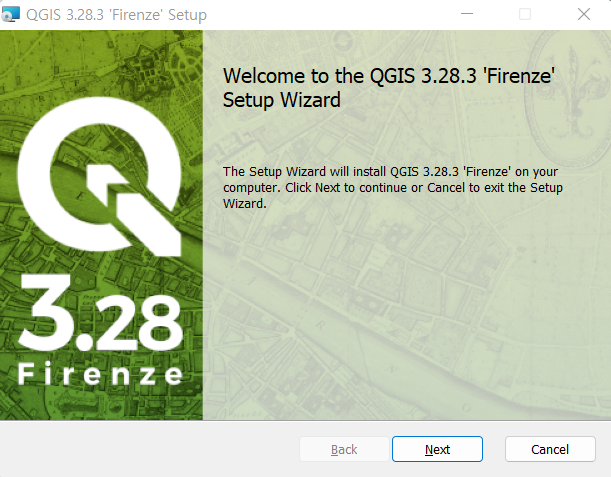 QGIS 3.28.3 'Firenze' Setup
Welcome to the QGIS 3.28.3 'Firenze'
Setup Wizard
The Setup Wizard will install QGIS 3.28.3 'Firenze' on your
computer. Click Next to continue or Cancel to exit the Setup
Wizard.
3.28
Firenze
Back
Next
Cancel